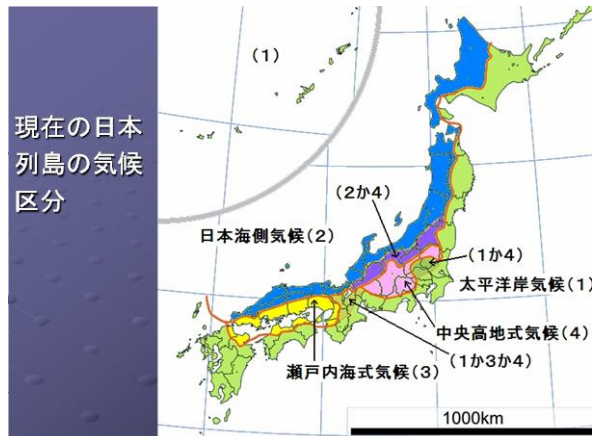 現在の日本
列島の気候
区分
(1)
(2か4)
日本海側気候(2)
(1か4)
太平洋岸気候(1)
中央高地式気候(4)
(1か3か4)
瀬戸内海式気候(3)
1000km